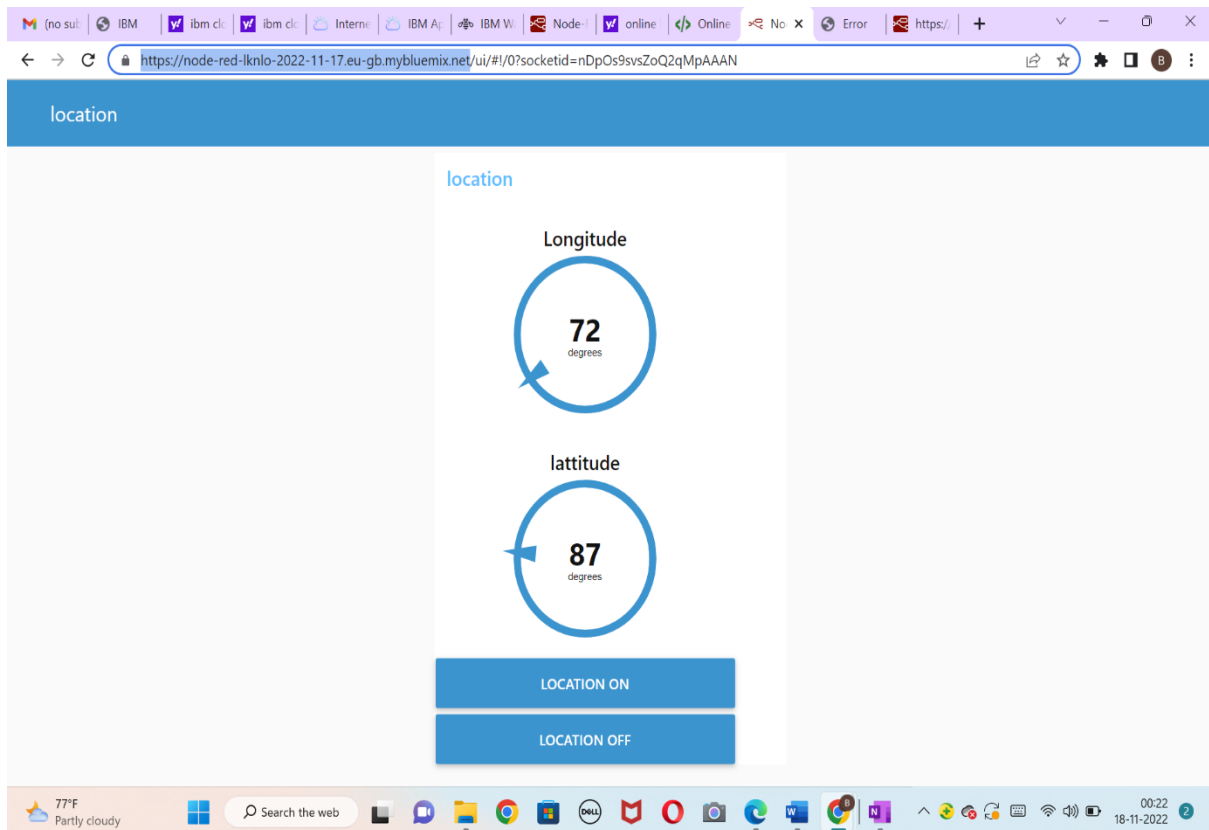 (no sub
IBM
ibm clo
ibm clo
Interne
IBM Ap
IBM W
Node-
online
Online
No
Error
https://
https://node-red-lknlo-2022-11-17.eu-gb.mybluemix.net/ui/#!/0?socketid=nDpOs9svsZoQ2qMpAAAN
B
location
location
Longitude
72
degrees
lattitude
87
degrees
LOCATION ON
LOCATION OFF
77°F
Partly cloudy
Search the web
DELL
B
W
N
00:22
18-11-2022
2